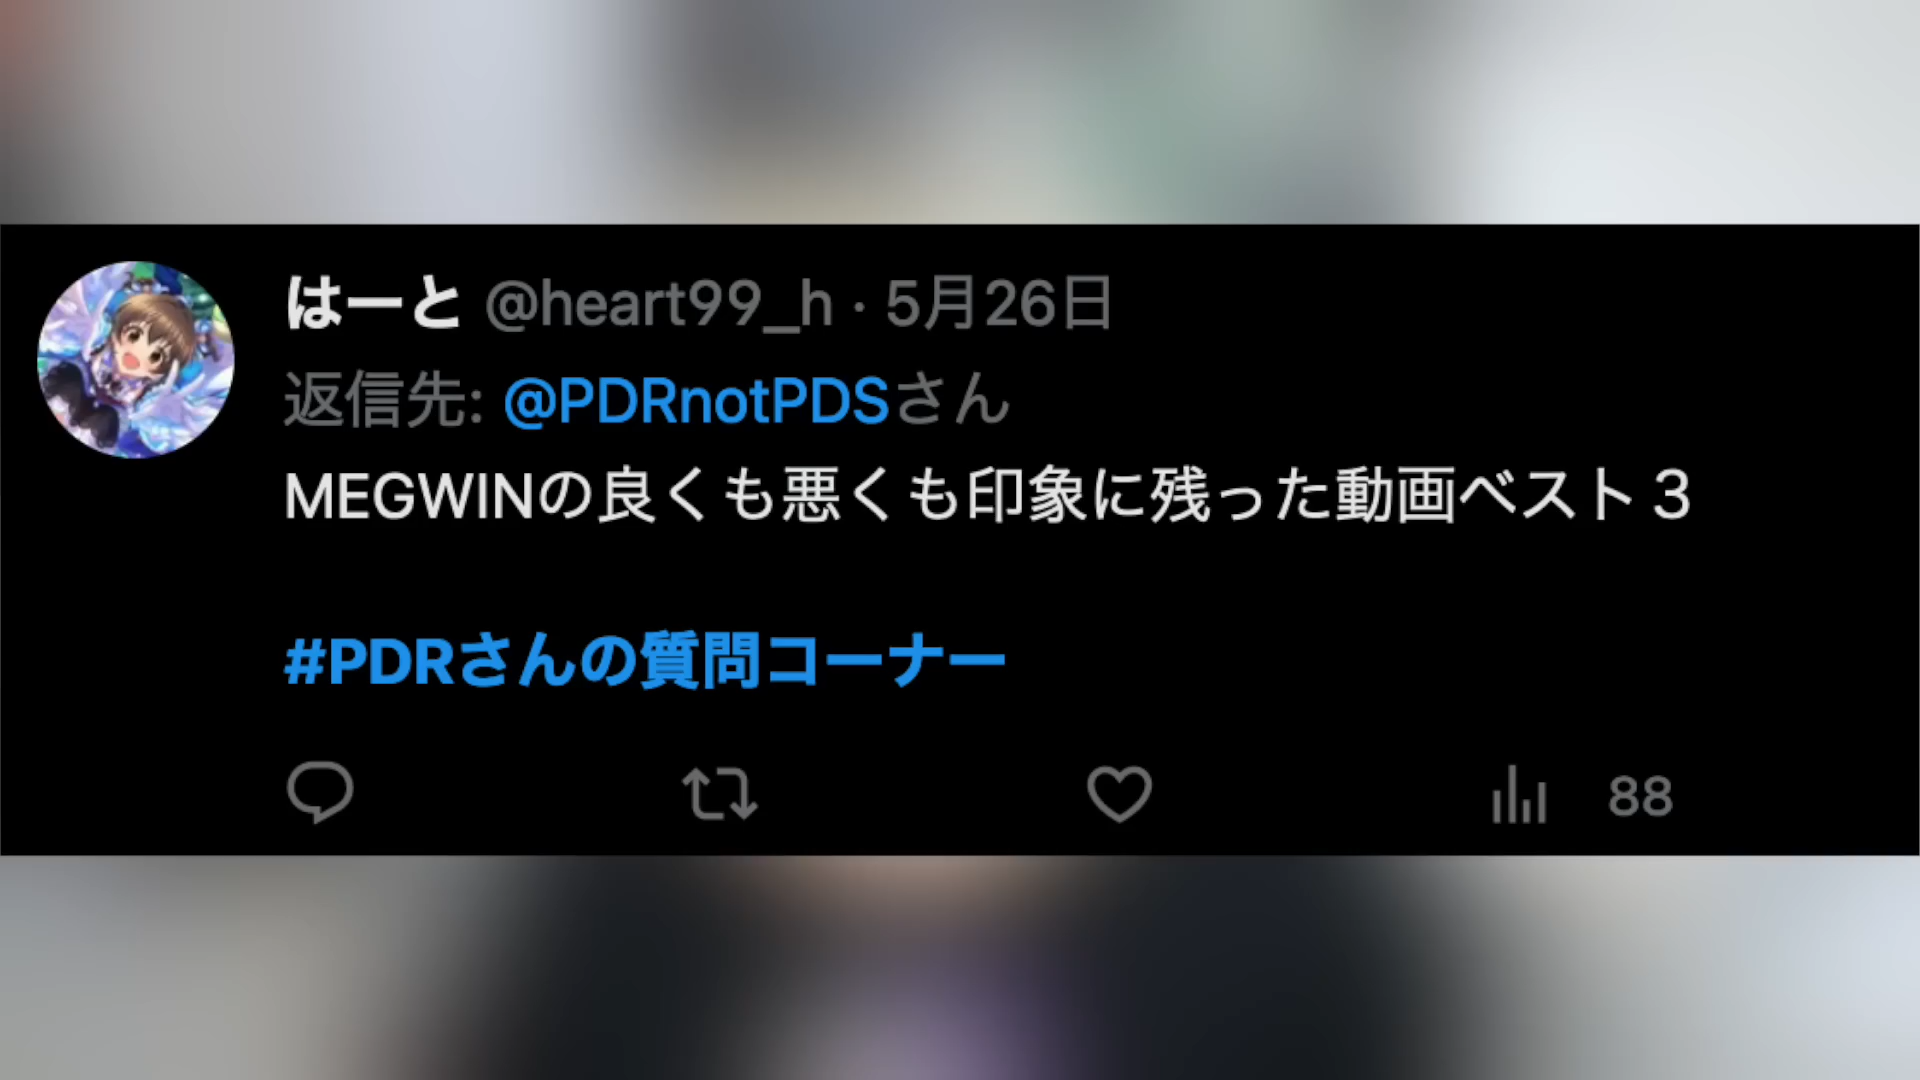 はーと @heart99_h · 5月26日
返信先: @PDRnotPDSさん
MEGWINの良くも悪くも印象に残った動画ベスト３
#PDRさんの質問コーナー
88